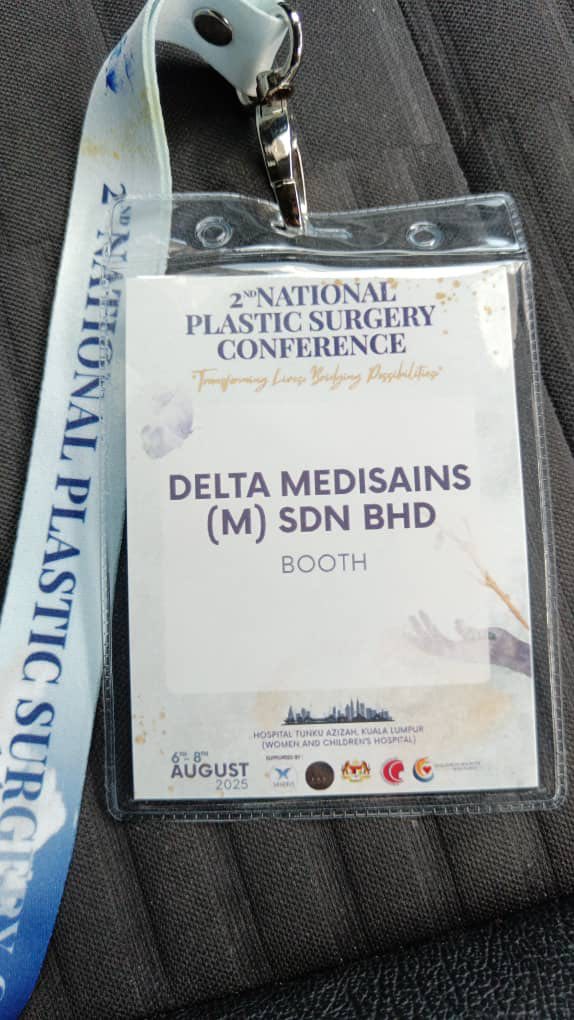 2ND NATIONAL PLASTIC SURGERY
2ND NATIONAL
PLASTIC SURGERY
CONFERENCE
"Transforming Lives, Bridging Possibilities"
DELTA MEDISAINS
(M) SDN BHD
BOOTH
HOSPITAL TUNKU AZIZAH, KUALA LUMPUR
(WOMEN AND CHILDREN'S HOSPITAL)
6TH - 8TH
AUGUST
2025
SUPPORTED BY